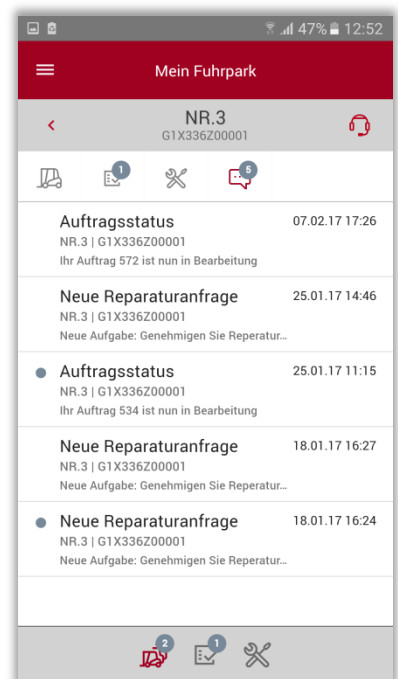 47% 12:52
Mein Fuhrpark
NR.3
G1X336Z00001
1
5
Auftragsstatus 07.02.17 17:26
NR.3 | G1X336Z00001
Ihr Auftrag 572 ist nun in Bearbeitung
Neue Reparaturanfrage 25.01.17 14:46
NR.3 | G1X336Z00001
Neue Aufgabe: Genehmigen Sie Reperatur...
Auftragsstatus 25.01.17 11:15
NR.3 | G1X336Z00001
Ihr Auftrag 534 ist nun in Bearbeitung
Neue Reparaturanfrage 18.01.17 16:27
NR.3 | G1X336Z00001
Neue Aufgabe: Genehmigen Sie Reperatur...
Neue Reparaturanfrage 18.01.17 16:24
NR.3 | G1X336Z00001
Neue Aufgabe: Genehmigen Sie Reperatur...
2
1